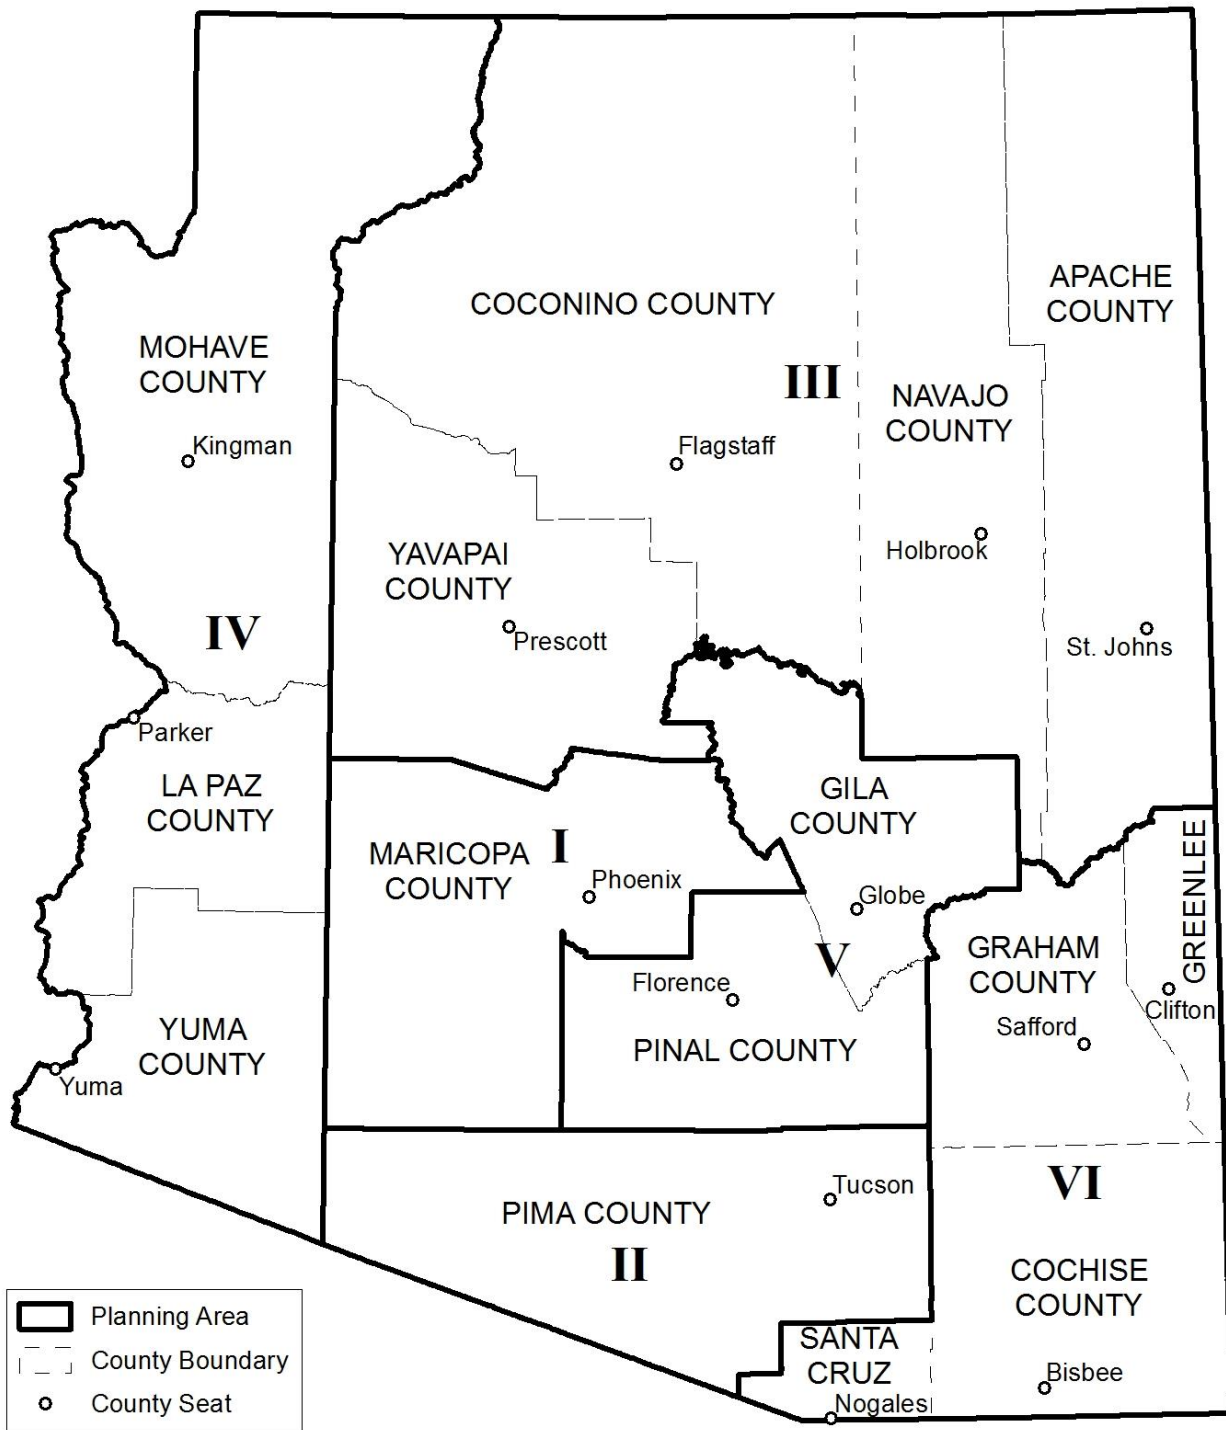 APACHE
COUNTY
COCONINO COUNTY
MOHAVE
COUNTY
III
NAVAJO
COUNTY
Kingman
Flagstaff
Holbrook
YAVAPAI
COUNTY
IV
Prescott
St. Johns
Parker
LA PAZ
COUNTY
GILA
COUNTY
MARICOPA
COUNTY
I
Phoenix
Globe
GREENLEE
GRAHAM
COUNTY
V
Florence
Clifton
Safford
YUMA
COUNTY
PINAL COUNTY
Yuma
Tucson
VI
PIMA COUNTY
II
COCHISE
COUNTY
SANTA
CRUZ
Bisbee
Nogales
Planning Area
County Boundary
County Seat